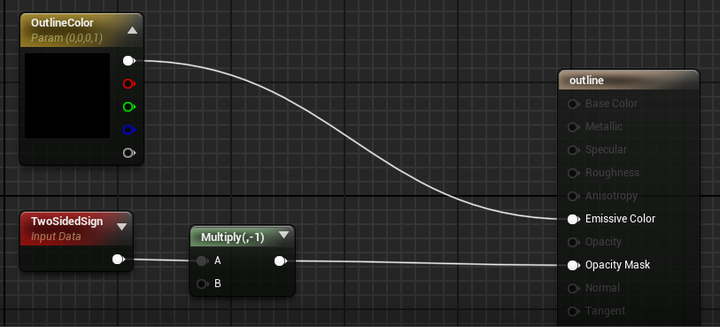 OutlineColor
Param (0,0,0,1)
outline
Base Color
Metallic
Specular
Roughness
Anisotropy
Emissive Color
Opacity
Opacity Mask
Normal
Tangent
TwoSidedSign
Input Data
Multiply(,-1)
A
B